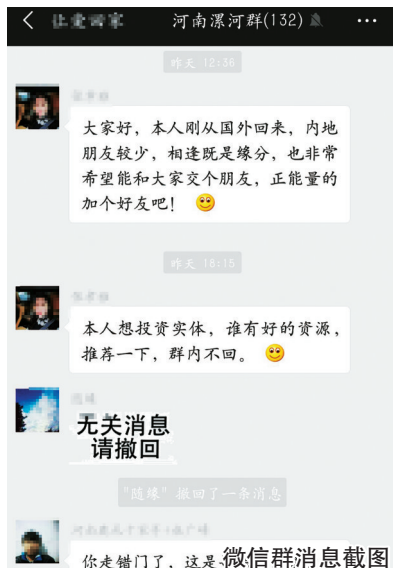 河南漯河群(132)
昨天 12:36
大家好，本人刚从国外回来，内地
朋友较少，相逢既是缘分，也非常
希望能和大家交个朋友，正能量的
加个好友吧！
昨天 18:15
本人想投资实体，谁有好的资源，
推荐一下，群内不回。
无关消息
请撤回
"随缘" 撤回了一条消息
你走错门了，这是
微信群消息截图